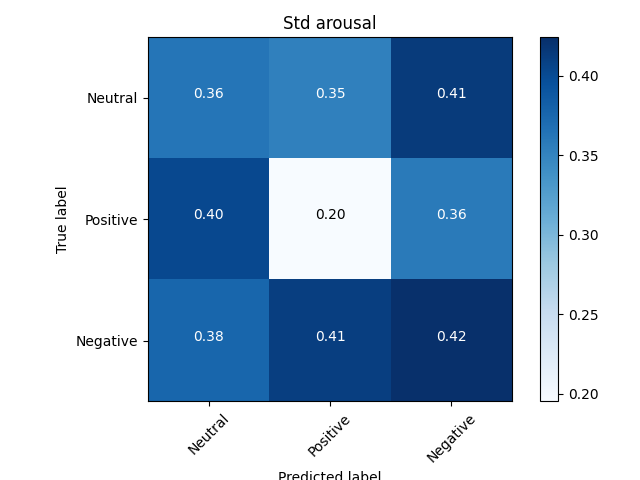 Std arousal
Neutral 0.36 0.35 0.41
Positive 0.40 0.20 0.36
Negative 0.38 0.41 0.42
True label
Neutral Positive Negative
Predicted label
0.40
0.35
0.30
0.25
0.20